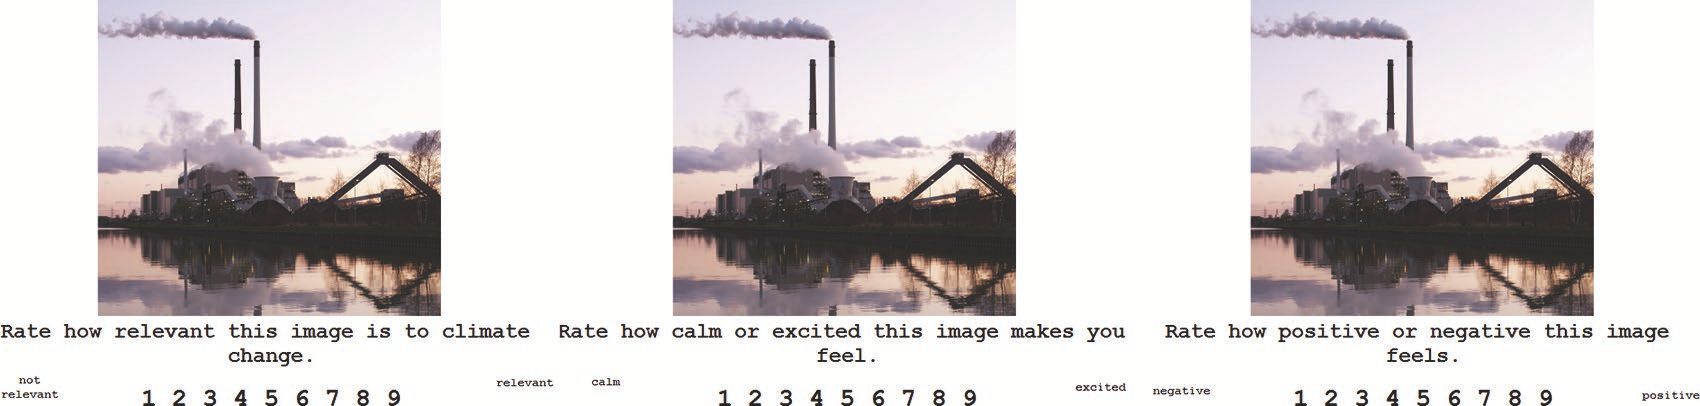 Rate how relevant this image is to climate
change.
not
relevant
1 2 3 4 5 6 7 8 9
relevant
Rate how calm or excited this image makes you
feel.
calm
1 2 3 4 5 6 7 8 9
excited
Rate how positive or negative this image
feels.
negative
1 2 3 4 5 6 7 8 9
positive